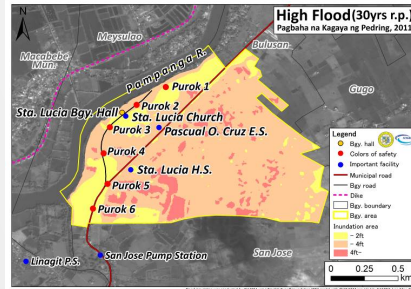 High Flood(30yrs r.p.)
Pagbaha na Kagaya ng Pedring, 2011
N
Meysulao
Bulusan
Macabebe
Mun.
Pampanga R.
Gugo
Purok 1
Purok 2
Sta. Lucia Bgy. Hall
Sta. Lucia Church
Purok 3
Pascual O. Cruz E.S.
Purok 4
Sta. Lucia H.S.
Purok 5
Purok 6
San Jose
San Jose Pump Station
Linagit P.S.
Legend
Bgy. hall
Colors of safety
Important facility
Municipal road
Bgy road
Dike
Bgy. boundary
Bgy. area
Inundation area
- 2ft
- 4ft
4ft-
0 0.25 0.5
km